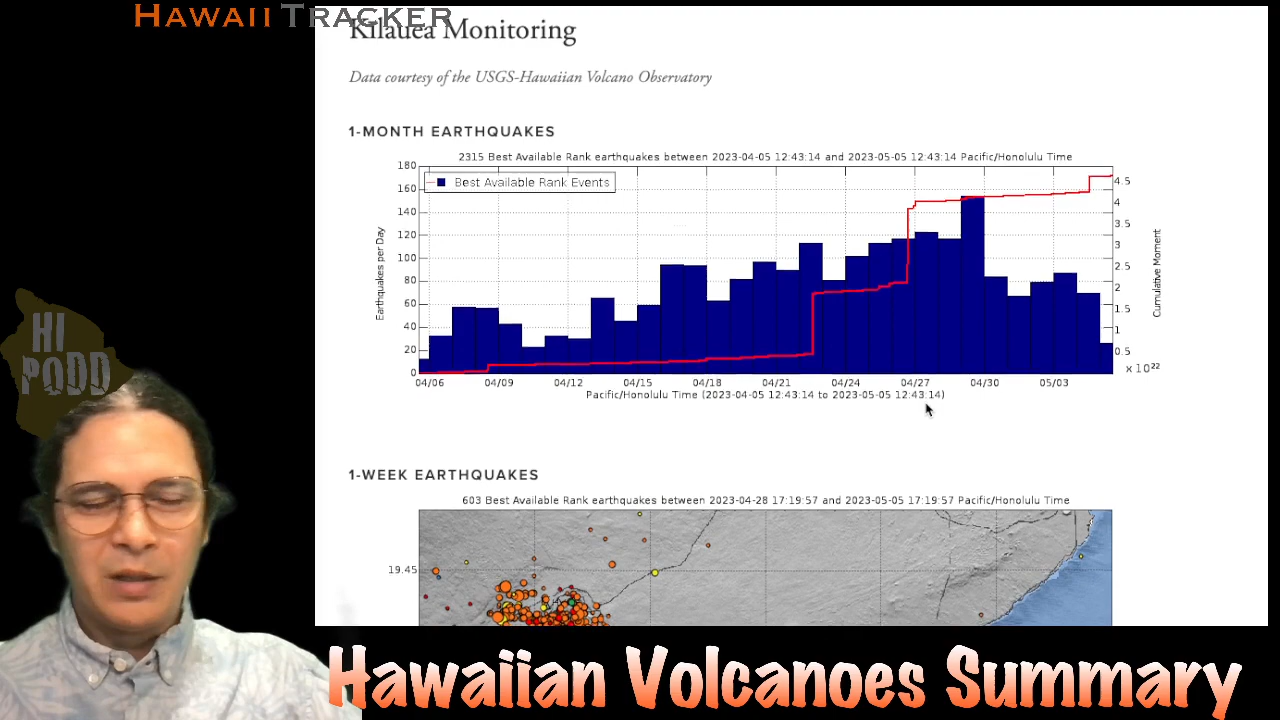 HAWAII TRACKER
Kīlauea Monitoring
Data courtesy of the USGS-Hawaiian Volcano Observatory
1-MONTH EARTHQUAKES
2315 Best Available Rank earthquakes between 2023-04-05 12:43:14 and 2023-05-05 12:43:14 Pacific/Honolulu Time
Best Available Rank Events
180
160
140
120
100
80
60
40
20
0
Earthquakes per Day
4.5
4
3.5
3
2.5
2
1.5
1
0.5
Cumulative Moment
× 10²²
04/06 04/09 04/12 04/15 04/18 04/21 04/24 04/27 04/30 05/03
Pacific/Honolulu Time (2023-04-05 12:43:14 to 2023-05-05 12:43:14)
HI
PODD
1-WEEK EARTHQUAKES
603 Best Available Rank earthquakes between 2023-04-28 17:19:57 and 2023-05-05 17:19:57 Pacific/Honolulu Time
19.45
Hawaiian Volcanoes Summary